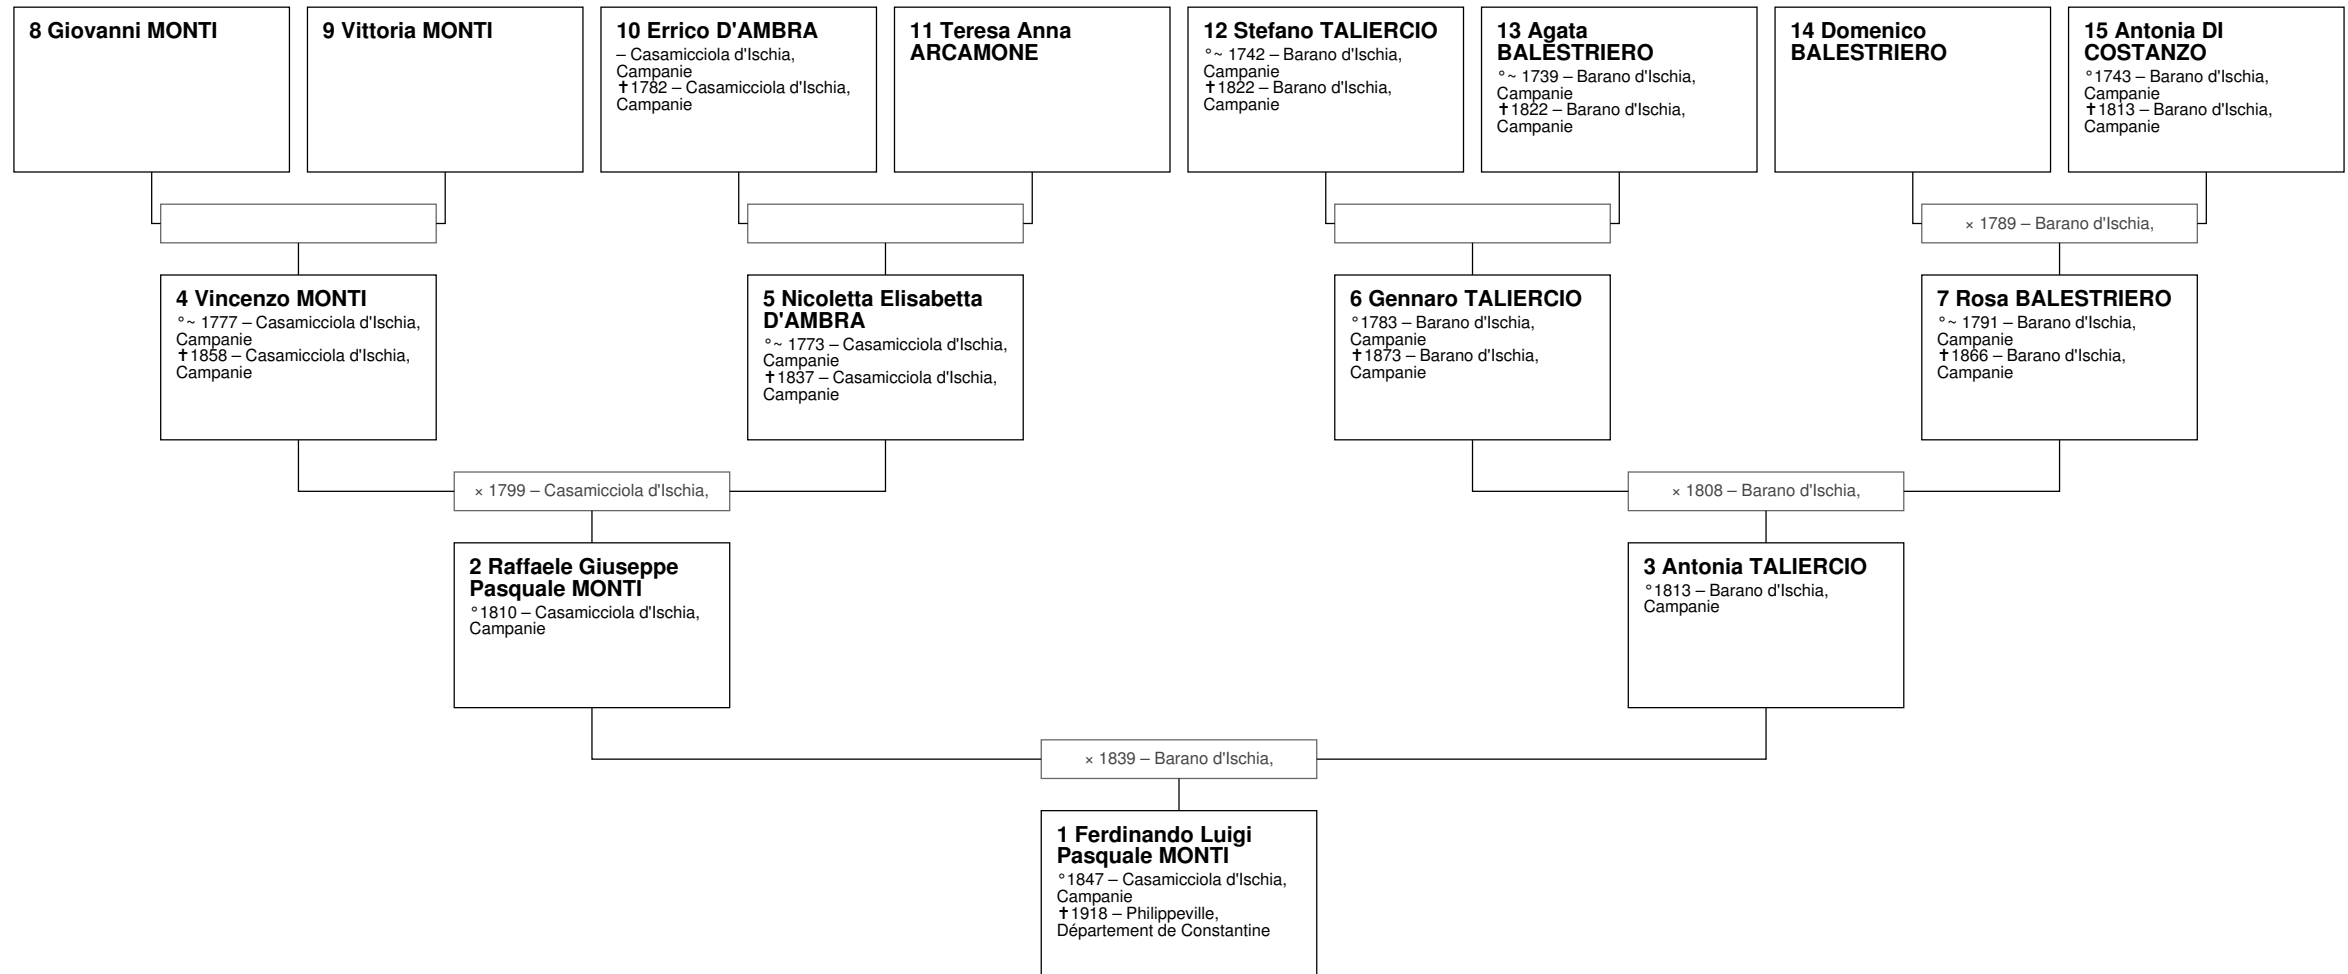 8 Giovanni MONTI
9 Vittoria MONTI
10 Errico D'AMBRA
– Casamicciola d'Ischia,
Campanie
✝1782 – Casamicciola d'Ischia,
Campanie
11 Teresa Anna
ARCAMONE
12 Stefano TALIERCIO
°~ 1742 – Barano d'Ischia,
Campanie
✝1822 – Barano d'Ischia,
Campanie
13 Agata
BALESTRIERO
°~ 1739 – Barano d'Ischia,
Campanie
✝1822 – Barano d'Ischia,
Campanie
14 Domenico
BALESTRIERO
15 Antonia DI
COSTANZO
°1743 – Barano d'Ischia,
Campanie
✝1813 – Barano d'Ischia,
Campanie
× 1789 – Barano d'Ischia,
4 Vincenzo MONTI
°~ 1777 – Casamicciola d'Ischia,
Campanie
✝1858 – Casamicciola d'Ischia,
Campanie
5 Nicoletta Elisabetta
D'AMBRA
°~ 1773 – Casamicciola d'Ischia,
Campanie
✝1837 – Casamicciola d'Ischia,
Campanie
6 Gennaro TALIERCIO
°1783 – Barano d'Ischia,
Campanie
✝1873 – Barano d'Ischia,
Campanie
7 Rosa BALESTRIERO
°~ 1791 – Barano d'Ischia,
Campanie
✝1866 – Barano d'Ischia,
Campanie
× 1799 – Casamicciola d'Ischia,
× 1808 – Barano d'Ischia,
2 Raffaele Giuseppe
Pasquale MONTI
°1810 – Casamicciola d'Ischia,
Campanie
3 Antonia TALIERCIO
°1813 – Barano d'Ischia,
Campanie
× 1839 – Barano d'Ischia,
1 Ferdinando Luigi
Pasquale MONTI
°1847 – Casamicciola d'Ischia,
Campanie
✝1918 – Philippeville,
Département de Constantine